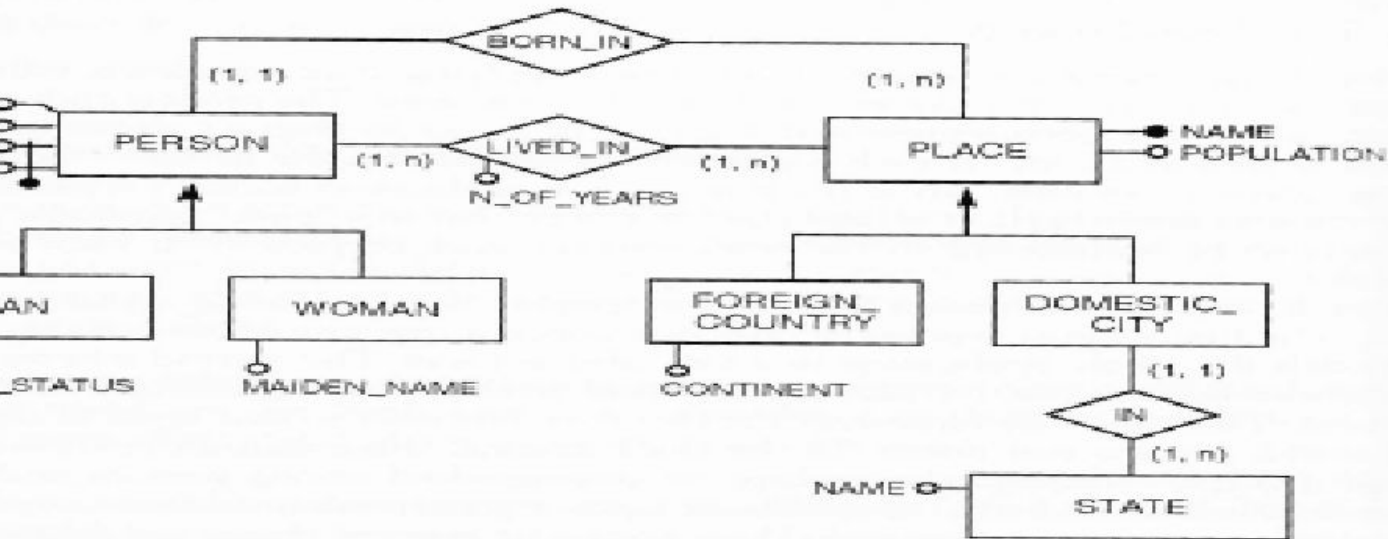 BORN_IN
(1, 1)
(1, n)
PERSON
(1, n)
LIVED_IN
(1, n)
PLACE
NAME
POPULATION
N_OF_YEARS
AN
WOMAN
FOREIGN_
COUNTRY
DOMESTIC_
CITY
_STATUS
MAIDEN_NAME
CONTINENT
(1, 1)
IN
(1, n)
NAME
STATE